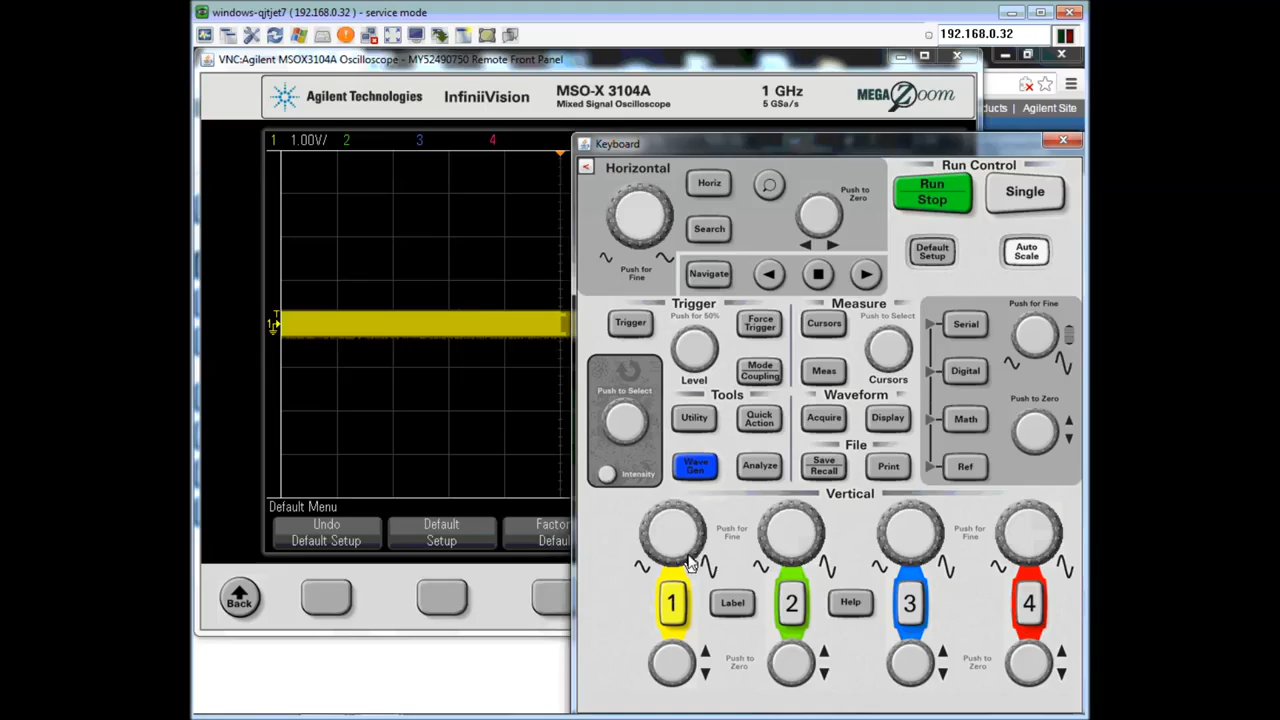 windows-qjtjet7 ( 192.168.0.32 ) - service mode
192.168.0.32
VNC:Agilent MSOX3104A Oscilloscope - MY52490750 Remote Front Panel
Agilent Technologies InfiniiVision MSO-X 3104A 1 GHz MEGA Zoom
Mixed Signal Oscilloscope 5 GSa/s
ducts | Agilent Site
1 1.00V/ 2 3 4
Keyboard
<
Horizontal
Horiz
Search
Push to
Zero
Push for
Fine
Navigate
Run Control
Run
Stop
Single
Default
Setup
Auto
Scale
Trigger
Trigger
Push for 50%
Level
Force
Trigger
Mode
Coupling
Measure
Cursors
Push to Select
Meas
Cursors
Push for Fine
Serial
Digital
Push to Zero
Math
Ref
Push to Select
Intensity
Tools
Utility
Quick
Action
Wave
Gen
Analyze
Waveform
Acquire
Display
File
Save
Recall
Print
Vertical
Push for
Fine
Push for
Fine
1 Label 2 Help 3 4
Push to
Zero
Push to
Zero
T
1
Default Menu
Undo
Default Setup
Default
Setup
Factor
Defau
Back